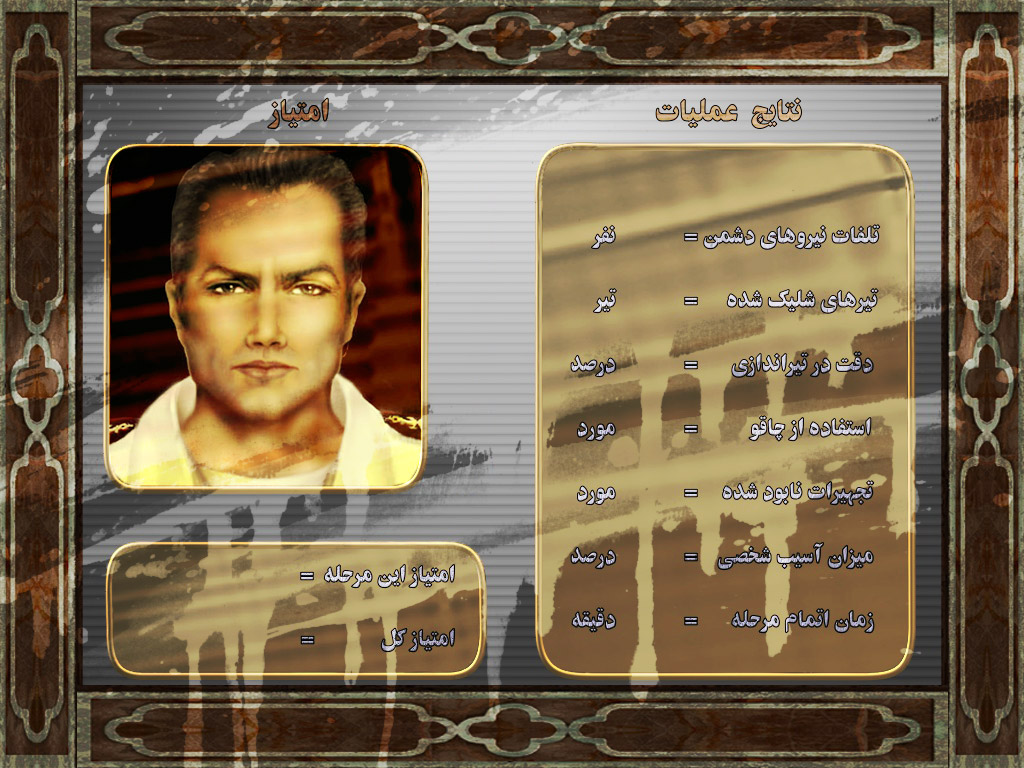 نتایج عملیات
تلفات نیروهای دشمن = نفر
تیرهای شلیک شده = تیر
دقت در تیراندازی = درصد
استفاده از چاقو = مورد
تجهیزات نابود شده = مورد
میزان آسیب شخصی = درصد
زمان اتمام مرحله = دقیقه
امتیاز
امتیاز این مرحله =
امتیاز کل =